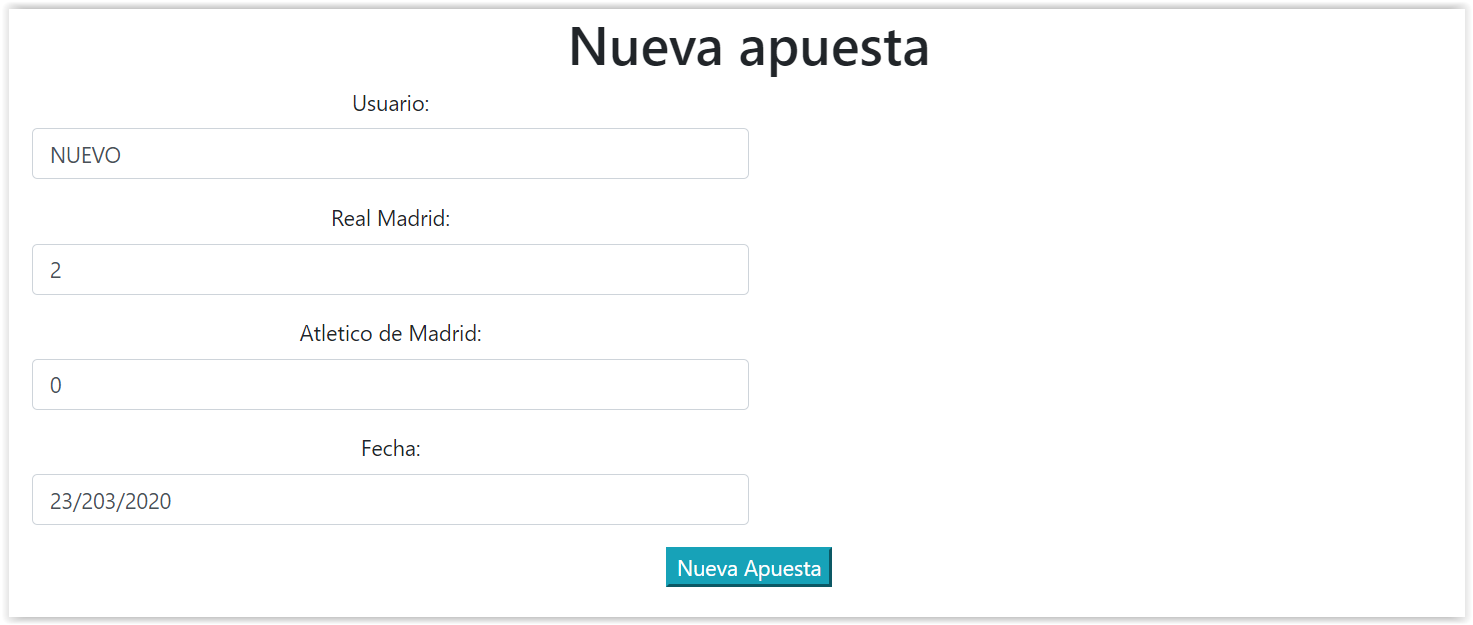 Nueva apuesta
Usuario:
NUEVO
Real Madrid:
2
Atletico de Madrid:
0
Fecha:
23/203/2020
Nueva Apuesta